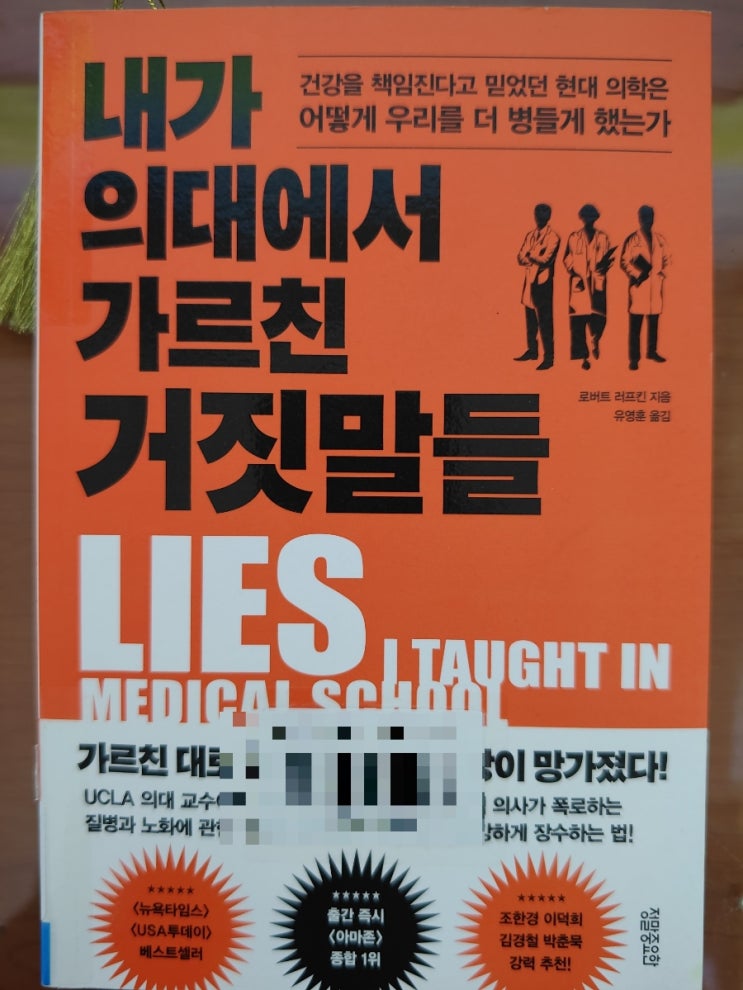 내가
의대에서
가르친
거짓말들
건강을 책임진다고 믿었던 현대 의학은
어떻게 우리를 더 병들게 했는가
로버트 러프킨 지음
유영훈 옮김
LIES
I TAUGHT IN
MEDICAL SCHOOL
가르친 대로 망가졌다!
UCLA 의대 교수 의사가 폭로하는
질병과 노화에 관한 장수하는 법!
★★★★★
〈뉴욕타임스〉
〈USA투데이〉
베스트셀러
★★★★★
출간 즉시
〈아마존〉
종합 1위
★★★★★
조한경 이덕희
김경철 박춘묵
강력 추천!
정말중요한